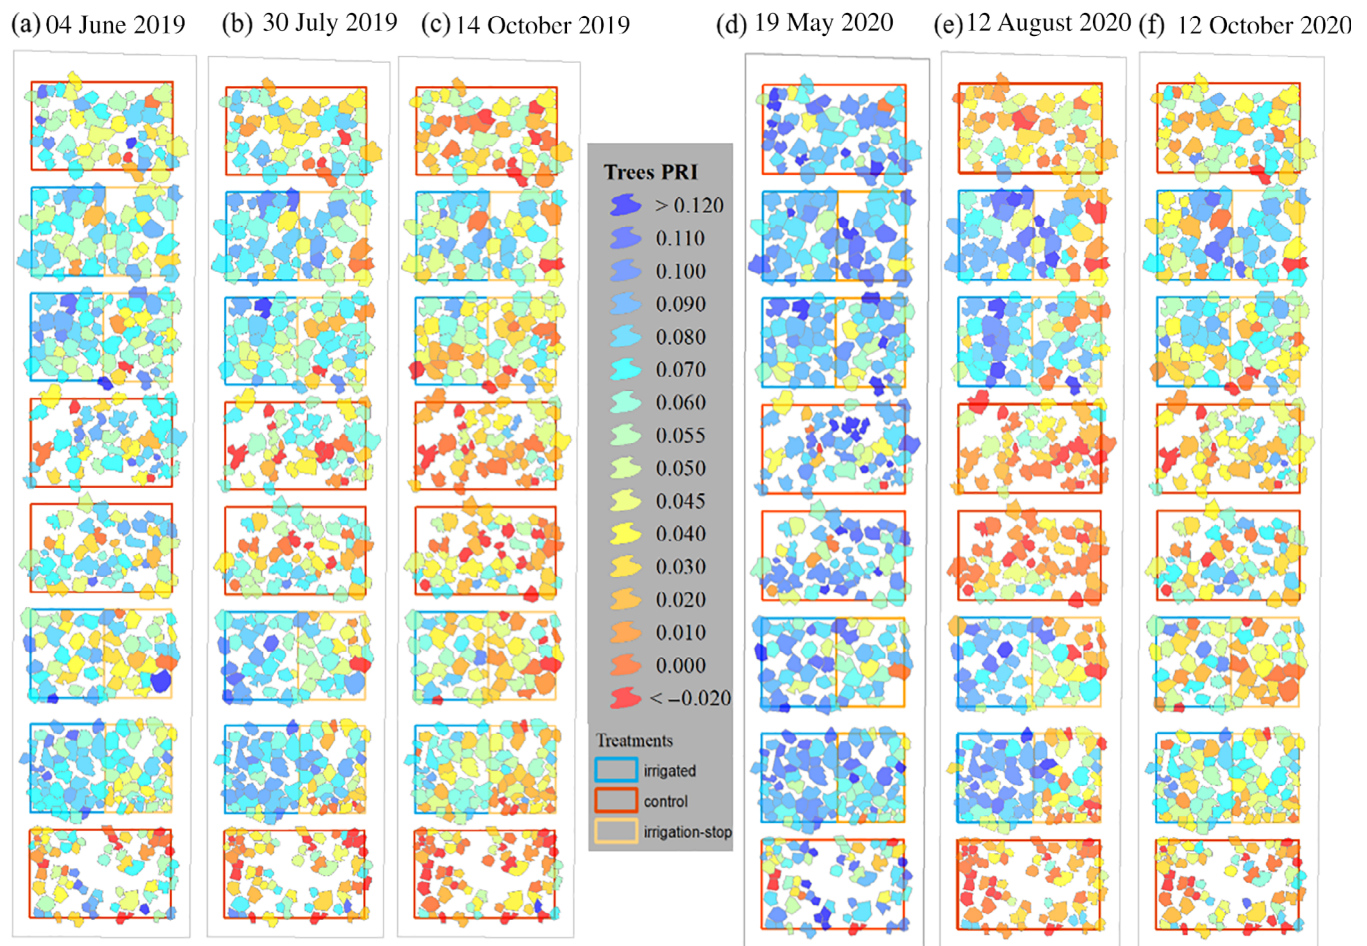 (a) 04 June 2019
(b) 30 July 2019
(c) 14 October 2019
(d) 19 May 2020
(e) 12 August 2020
(f) 12 October 2020
Trees PRI
> 0.120
0.110
0.100
0.090
0.080
0.070
0.060
0.055
0.050
0.045
0.040
0.030
0.020
0.010
0.000
< −0.020
Treatments
irrigated
control
irrigation-stop